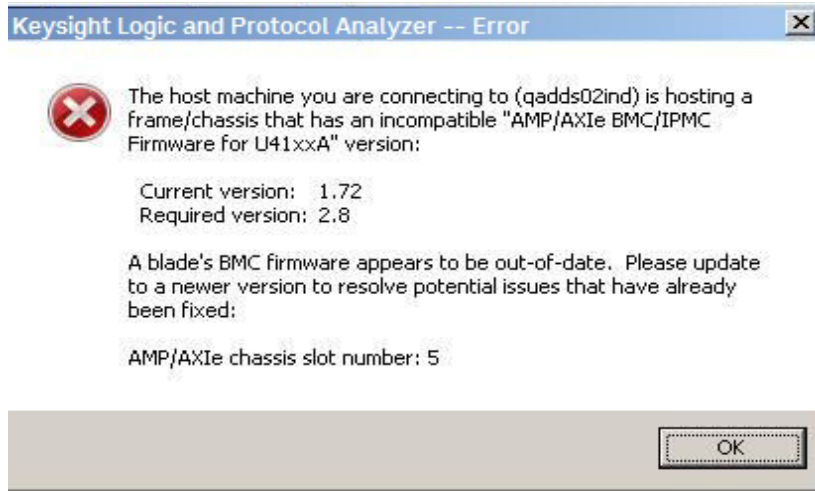 Keysight Logic and Protocol Analyzer -- Error
The host machine you are connecting to (qadds02ind) is hosting a
frame/chassis that has an incompatible "AMP/AXIe BMC/IPMC
Firmware for U41xxA" version:
Current version: 1.72
Required version: 2.8
A blade's BMC firmware appears to be out-of-date. Please update
to a newer version to resolve potential issues that have already
been fixed:
AMP/AXIe chassis slot number: 5
OK